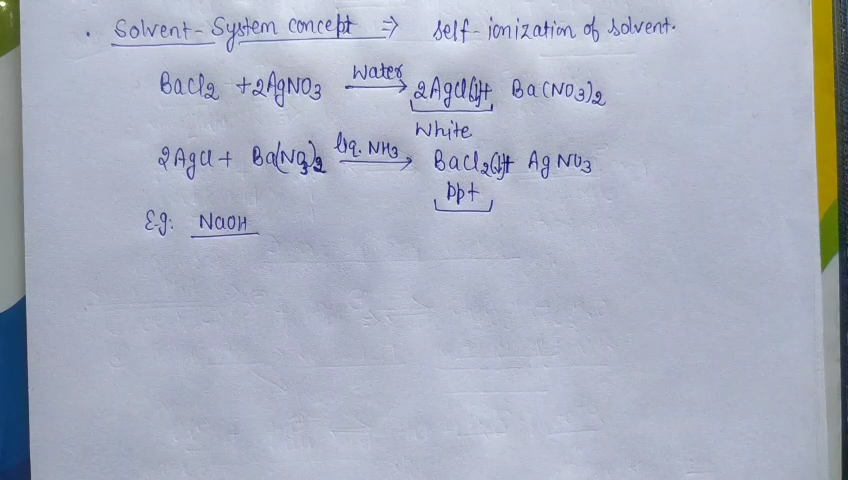 . Solvent-System concept ⇒ self-ionization of solvent.
BaCl2 + 2AgNO3 Water → 2AgCl(↓)+ Ba(NO3)2
White
2AgCl + Ba(NO3)2 liq. NH3 → BaCl2(↓)+ AgNO3
ppt
E.g: NaOH